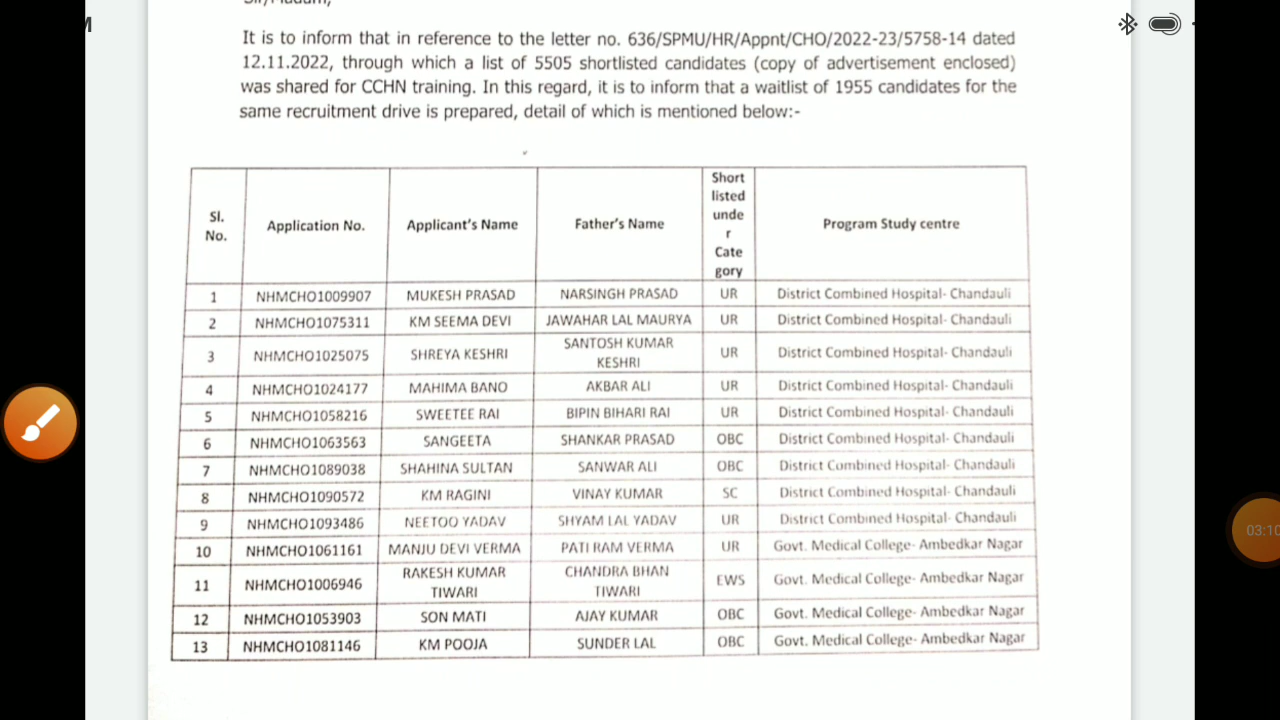 It is to inform that in reference to the letter no. 636/SPMU/HR/Appnt/CHO/2022-23/5758-14 dated
12.11.2022, through which a list of 5505 shortlisted candidates (copy of advertisement enclosed)
was shared for CCHN training. In this regard, it is to inform that a waitlist of 1955 candidates for the
same recruitment drive is prepared, detail of which is mentioned below:-
Sl. No. Application No. Applicant's Name Father's Name Short listed unde r Cate gory Program Study centre
1 NHMCHO1009907 MUKESH PRASAD NARSINGH PRASAD UR District Combined Hospital- Chandauli
2 NHMCHO1075311 KM SEEMA DEVI JAWAHAR LAL MAURYA UR District Combined Hospital- Chandauli
3 NHMCHO1025075 SHREYA KESHRI SANTOSH KUMAR KESHRI UR District Combined Hospital- Chandauli
4 NHMCHO1024177 MAHIMA BANO AKBAR ALI UR District Combined Hospital- Chandauli
5 NHMCHO1058216 SWEETEE RAI BIPIN BIHARI RAI UR District Combined Hospital- Chandauli
6 NHMCHO1063563 SANGEETA SHANKAR PRASAD OBC District Combined Hospital- Chandauli
7 NHMCHO1089038 SHAHINA SULTAN SANWAR ALI OBC District Combined Hospital- Chandauli
8 NHMCHO1090572 KM RAGINI VINAY KUMAR SC District Combined Hospital- Chandauli
9 NHMCHO1093486 NEETOO YADAV SHYAM LAL YADAV UR District Combined Hospital- Chandauli
10 NHMCHO1061161 MANJU DEVI VERMA PATI RAM VERMA UR Govt. Medical College- Ambedkar Nagar
11 NHMCHO1006946 RAKESH KUMAR TIWARI CHANDRA BHAN TIWARI EWS Govt. Medical College- Ambedkar Nagar
12 NHMCHO1053903 SON MATI AJAY KUMAR OBC Govt. Medical College- Ambedkar Nagar
13 NHMCHO1081146 KM POOJA SUNDER LAL OBC Govt. Medical College- Ambedkar Nagar
03:10